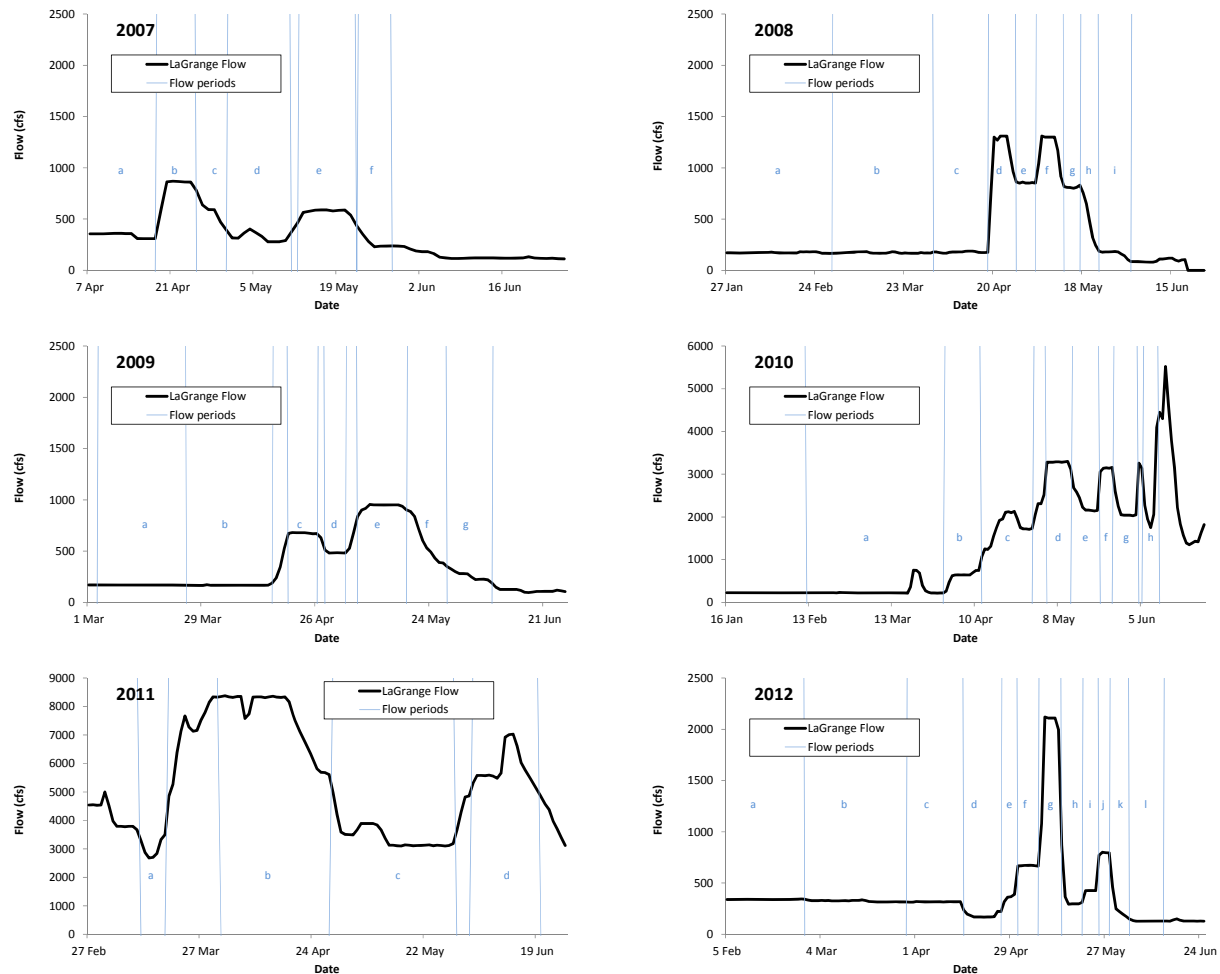 2007
LaGrange Flow
Flow periods
Flow (cfs)
2500
2000
1500
1000
500
0
a b c d e f
7 Apr 21 Apr 5 May 19 May 2 Jun 16 Jun
Date
2008
LaGrange Flow
Flow periods
Flow (cfs)
2500
2000
1500
1000
500
0
a b c d e f g h i
27 Jan 24 Feb 23 Mar 20 Apr 18 May 15 Jun
Date
2009
LaGrange Flow
Flow periods
Flow (cfs)
2500
2000
1500
1000
500
0
a b c d e f g
1 Mar 29 Mar 26 Apr 24 May 21 Jun
Date
2010
LaGrange Flow
Flow periods
Flow (cfs)
6000
5000
4000
3000
2000
1000
0
a b c d e f g h
16 Jan 13 Feb 13 Mar 10 Apr 8 May 5 Jun
Date
2011
LaGrange Flow
Flow periods
Flow (cfs)
9000
8000
7000
6000
5000
4000
3000
2000
1000
0
a b c d
27 Feb 27 Mar 24 Apr 22 May 19 Jun
Date
2012
LaGrange Flow
Flow periods
Flow (cfs)
2500
2000
1500
1000
500
0
a b c d e f g h i j k l
5 Feb 4 Mar 1 Apr 29 Apr 27 May 24 Jun
Date